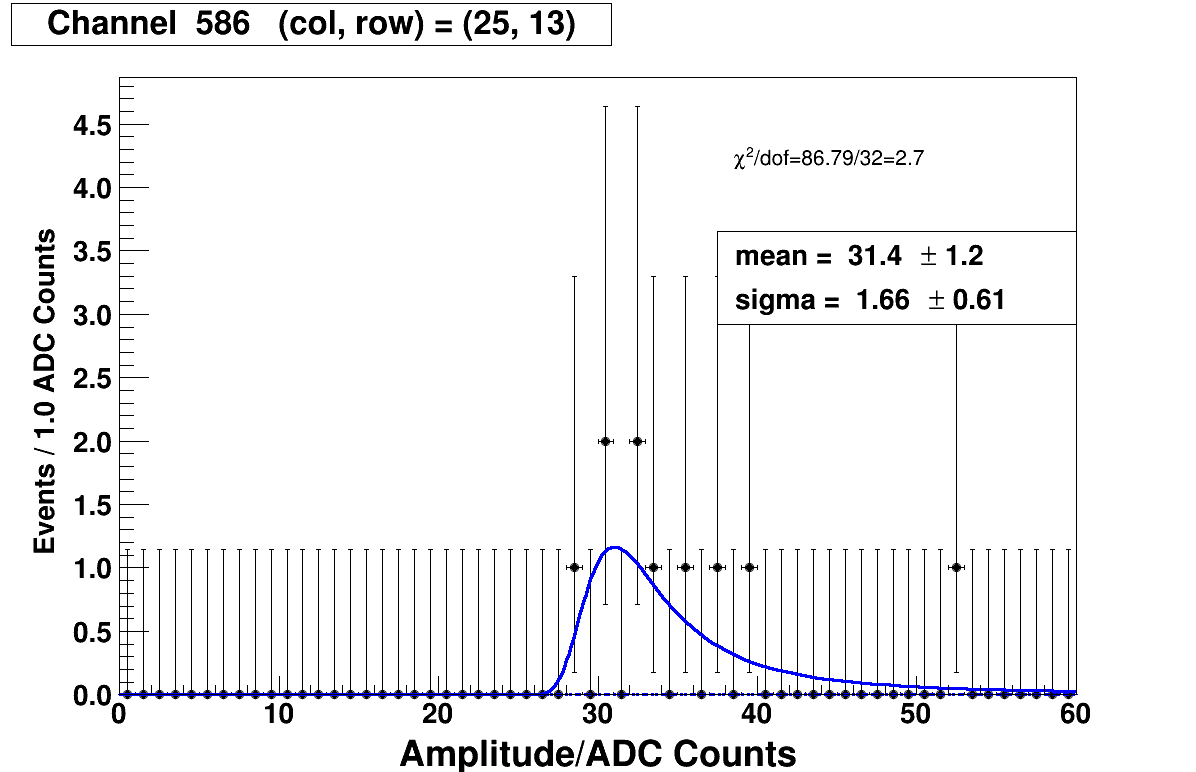 Channel 586 (col, row) = (25, 13)
χ²/dof=86.79/32=2.7
mean = 31.4 ± 1.2
sigma = 1.66 ± 0.61
Events / 1.0 ADC Counts
4.5
4.0
3.5
3.0
2.5
2.0
1.5
1.0
0.5
0.0
0 10 20 30 40 50 60
Amplitude/ADC Counts